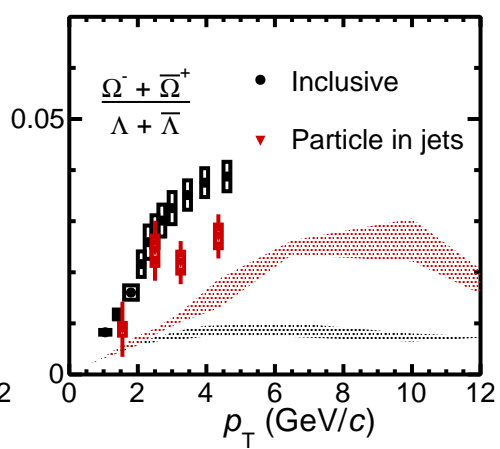 Ω⁻ + Ω̅⁺
Λ + Λ̅
Inclusive
Particle in jets
0.05
0
2 0 2 4 6 8 10 12
p_T (GeV/c)